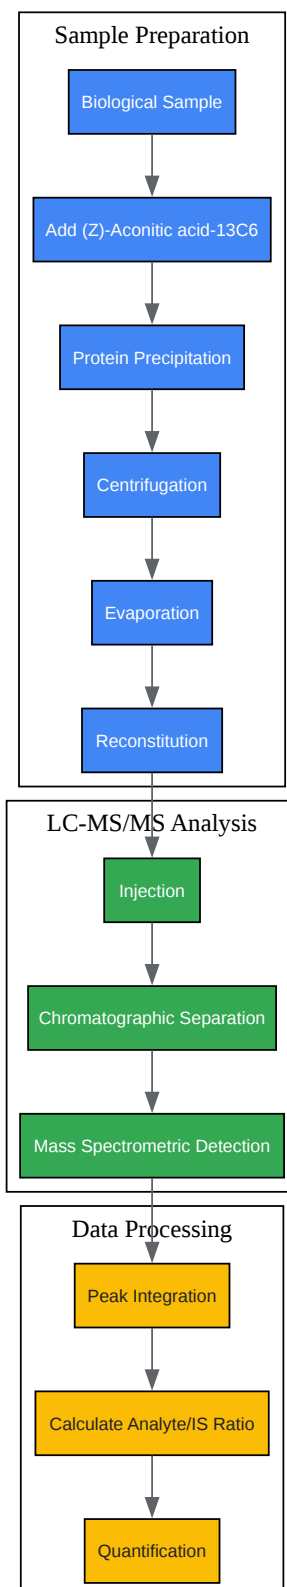 Sample Preparation
Biological Sample
Add (Z)-Aconitic acid-13C6
Protein Precipitation
Centrifugation
Evaporation
Reconstitution
LC-MS/MS Analysis
Injection
Chromatographic Separation
Mass Spectrometric Detection
Data Processing
Peak Integration
Calculate Analyte/IS Ratio
Quantification